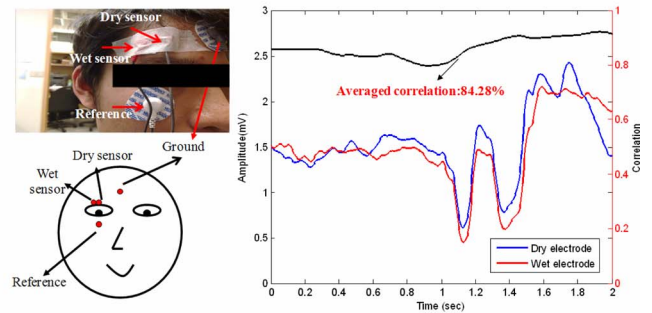 Dry sensor
Wet sensor
Reference
Ground
Dry sensor
Wet
sensor
Reference
Amplitude(mV)
3
2.5
2
1.5
1
0.5
0
Averaged correlation:84.28%
Dry electrode
Wet electrode
1
0.8
0.6
0.4
0.2
0
Correlation
0 0.2 0.4 0.6 0.8 1 1.2 1.4 1.6 1.8 2
Time (sec)